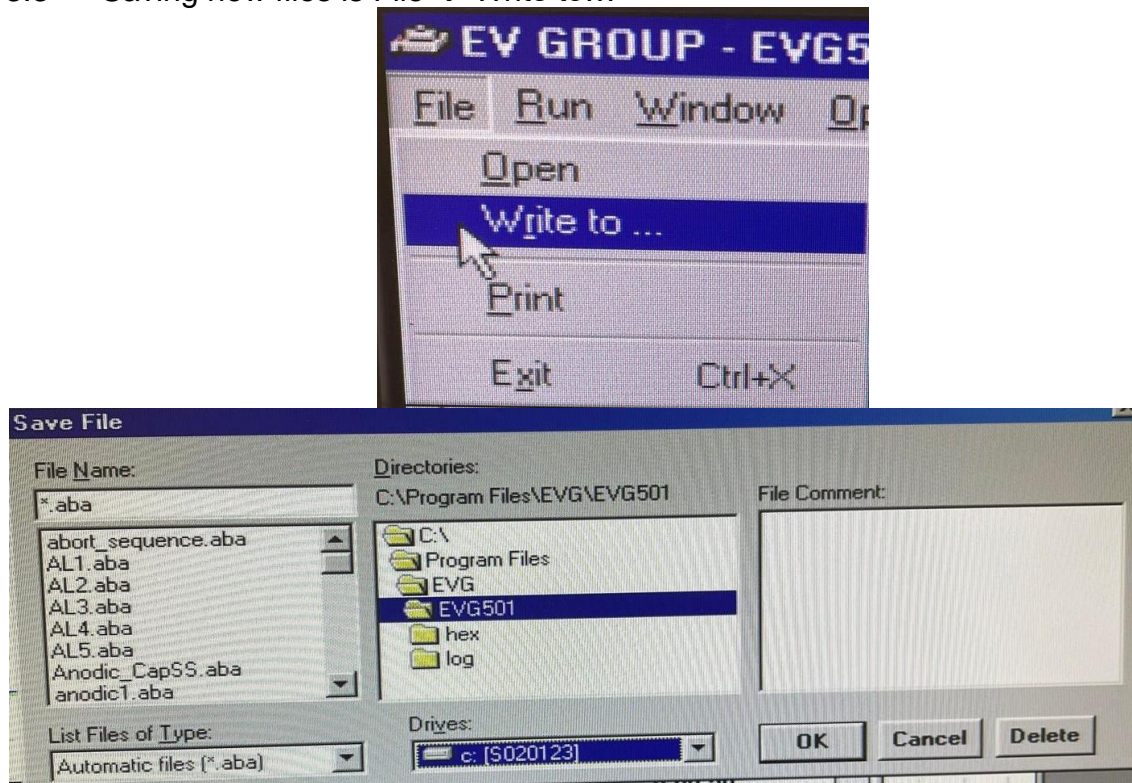 EV GROUP - EVG5
File Run Window Op
Open
Write to ...
Print
Exit Ctrl+X
Save File
File Name:
*.aba
abort_sequence.aba
AL1.aba
AL2.aba
AL3.aba
AL4.aba
AL5.aba
Anodic_CapSS.aba
anodic1.aba
List Files of Type:
Automatic files (*.aba)
Directories:
C:\Program Files\EVG\EVG501
C:\
Program Files
EVG
EVG501
hex
log
Drives:
c: [S020123]
File Comment:
OK Cancel Delete